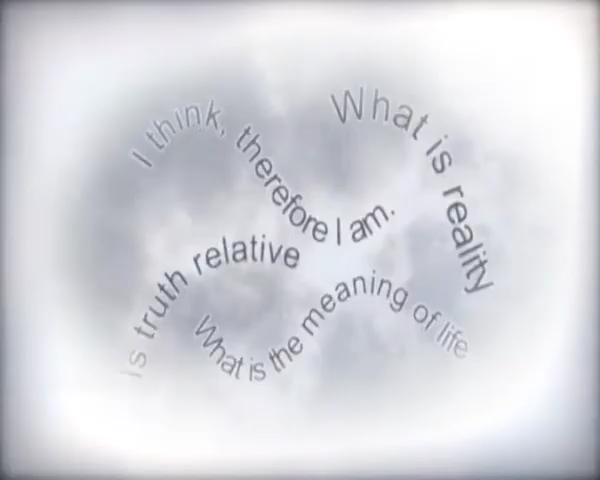 I think, therefore I am.
What is reality
Is truth relative
What is the meaning of life